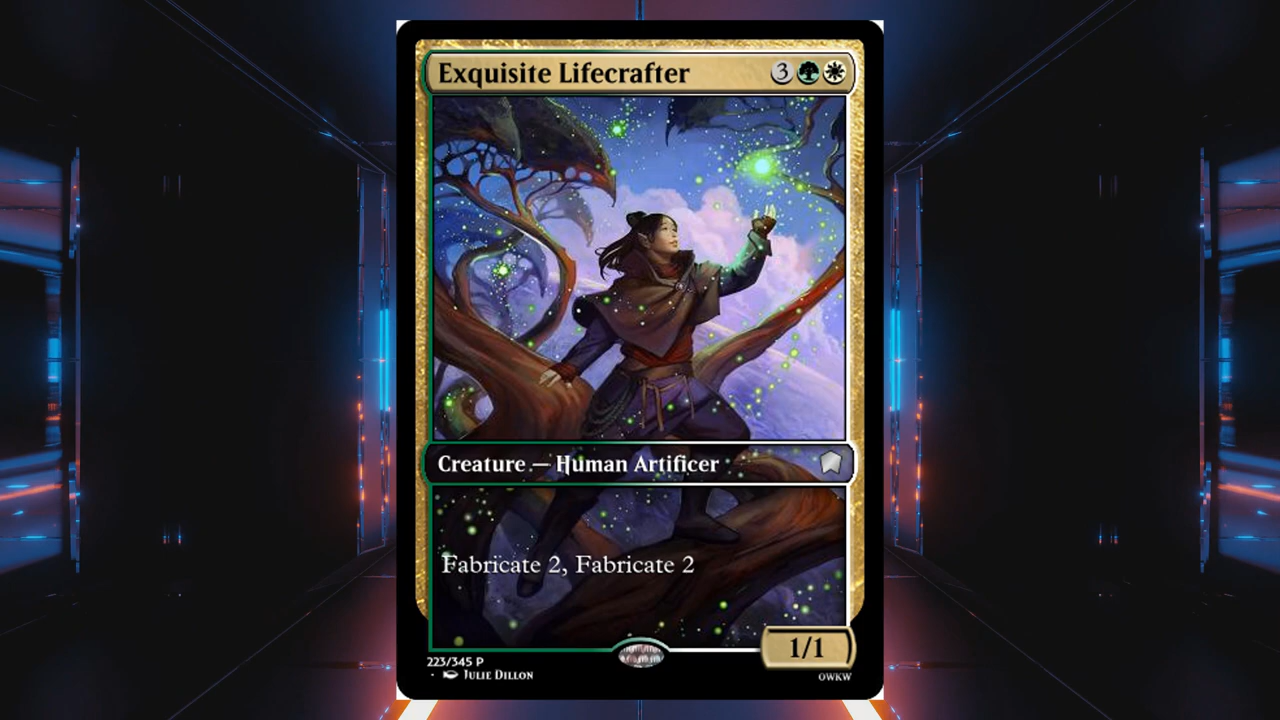 Exquisite Lifecrafter 3
Creature — Human Artificer
Fabricate 2, Fabricate 2
1/1
223/345 P
· JULIE DILLON
OWKW